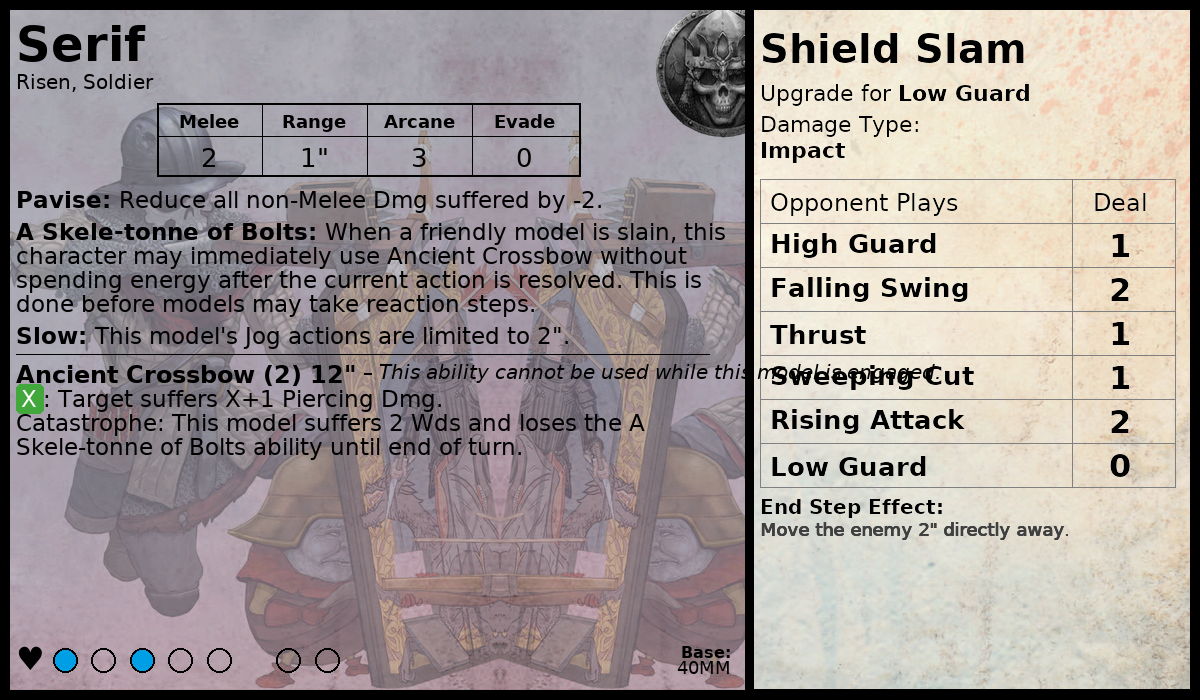 Serif
Risen, Soldier
Melee Range Arcane Evade
2 1" 3 0
Pavise: Reduce all non-Melee Dmg suffered by -2.
A Skele-tonne of Bolts: When a friendly model is slain, this
character may immediately use Ancient Crossbow without
spending energy after the current action is resolved. This is
done before models may take reaction steps.
Slow: This model's Jog actions are limited to 2".
Ancient Crossbow (2) 12" – This ability cannot be used while this model is engaged.
X: Target suffers X+1 Piercing Dmg.
Catastrophe: This model suffers 2 Wds and loses the A
Skele-tonne of Bolts ability until end of turn.
Base:
40MM
Shield Slam
Upgrade for Low Guard
Damage Type:
Impact
Opponent Plays Deal
High Guard 1
Falling Swing 2
Thrust 1
Sweeping Cut 1
Rising Attack 2
Low Guard 0
End Step Effect:
Move the enemy 2" directly away.